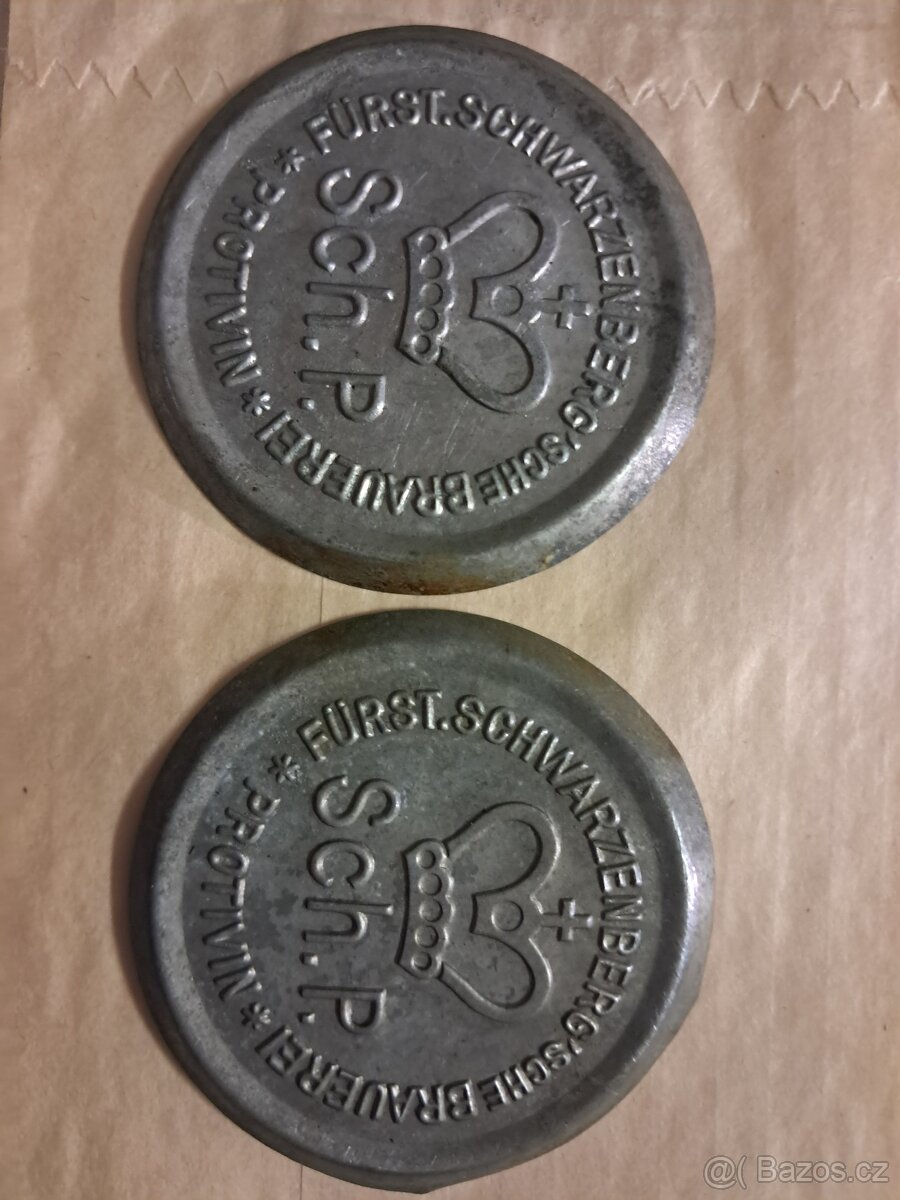 FÜRST.SCHWARZENBERG'SCHE BRAUEREI * PROTIVIN *
Sch. P.
FÜRST.SCHWARZENBERG'SCHE BRAUEREI * PROTIVIN *
Sch. P.
@( Bazos.cz